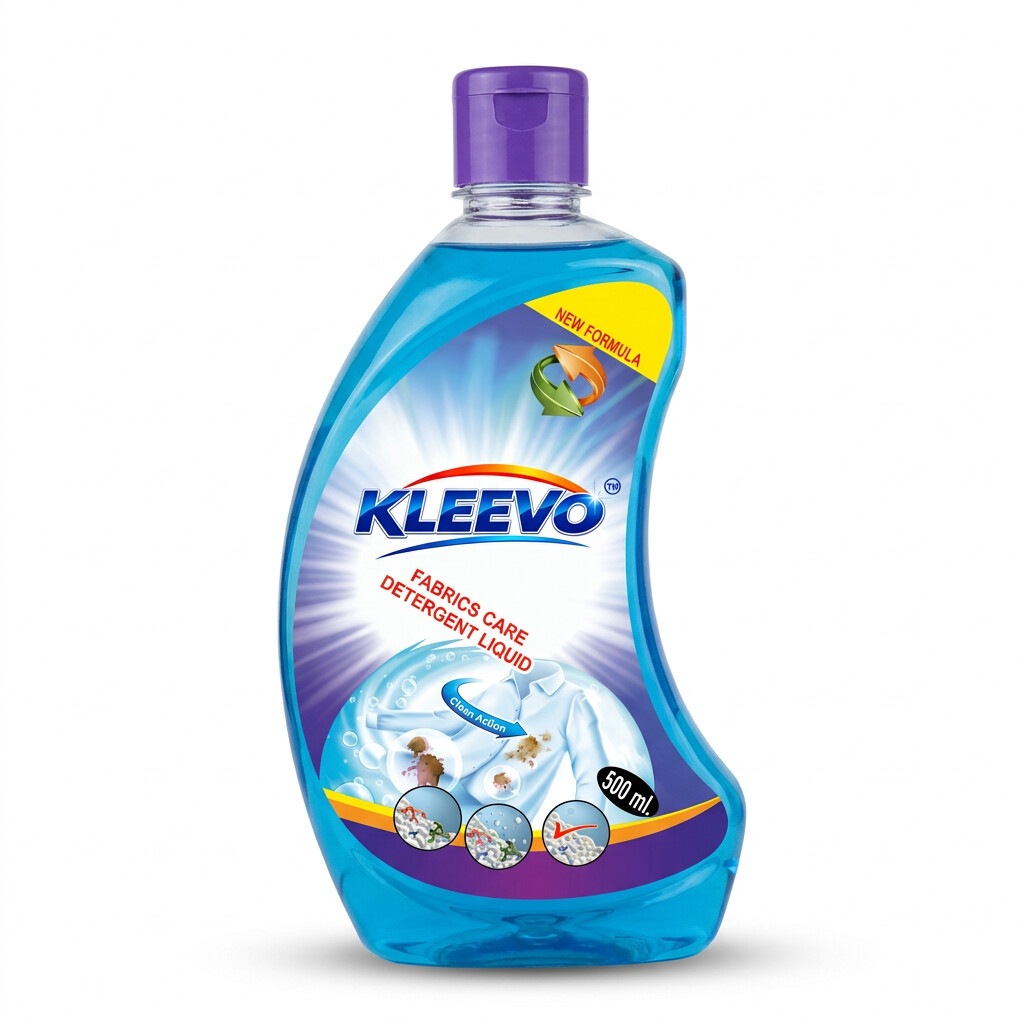 NEW FORMULA
KLEEVO TM
FABRICS CARE
DETERGENT LIQUID
Clean Action
500 ml.